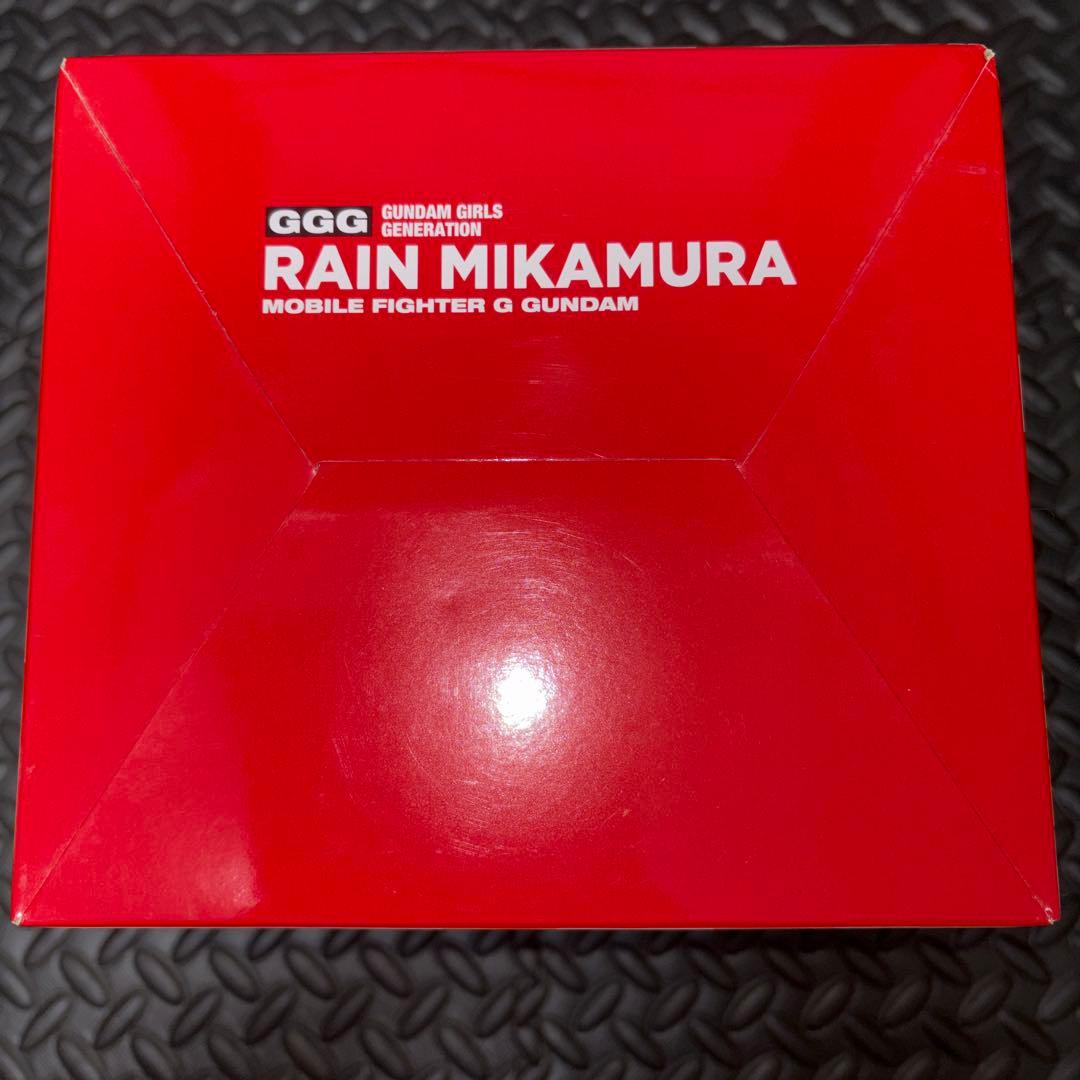 GGG GUNDAM GIRLS
GENERATION
RAIN MIKAMURA
MOBILE FIGHTER G GUNDAM